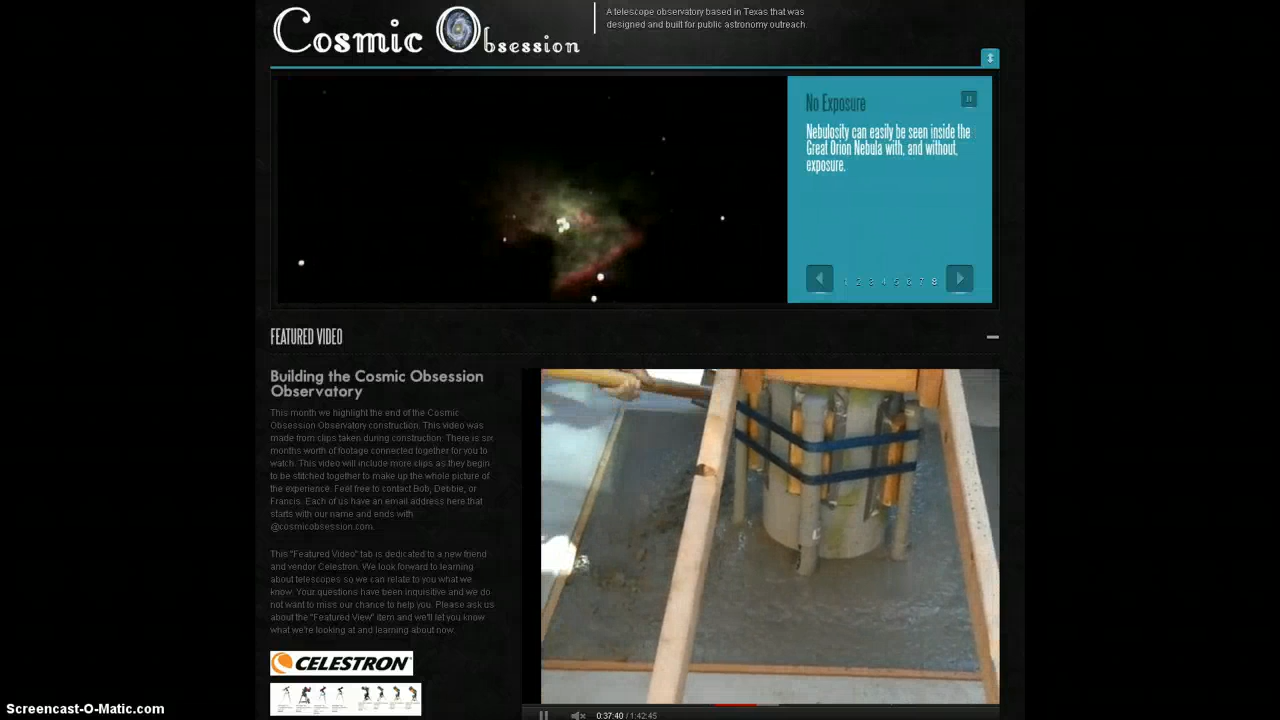 Cosmic Obsession
A telescope observatory based in Texas that was
designed and built for public astronomy outreach.
No Exposure
Nebulosity can easily be seen inside the
Great Orion Nebula with, and without,
exposure.
1 2 3 4 5 6 7 8
FEATURED VIDEO
Building the Cosmic Obsession
Observatory
This month we highlight the end of the Cosmic
Obsession Observatory construction. This video was
made from clips taken during construction. There is six
months worth of footage connected together for you to
watch. This video will include more clips as they begin
to be stitched together to make up the whole picture of
the experience. Feel free to contact Bob, Debbie, or
Francis. Each of us have an email address here that
starts with our name and ends with
@cosmicobsession.com.
This "Featured Video" tab is dedicated to a new friend
and vendor Celestron. We look forward to learning
about telescopes so we can relate to you what we
know. Your questions have been inquisitive and we do
not want to miss our chance to help you. Please ask us
about the "Featured View" item and we'll let you know
what we're looking at and learning about now.
CELESTRON
0:37:40 / 1:42:45
Screencast-O-Matic.com